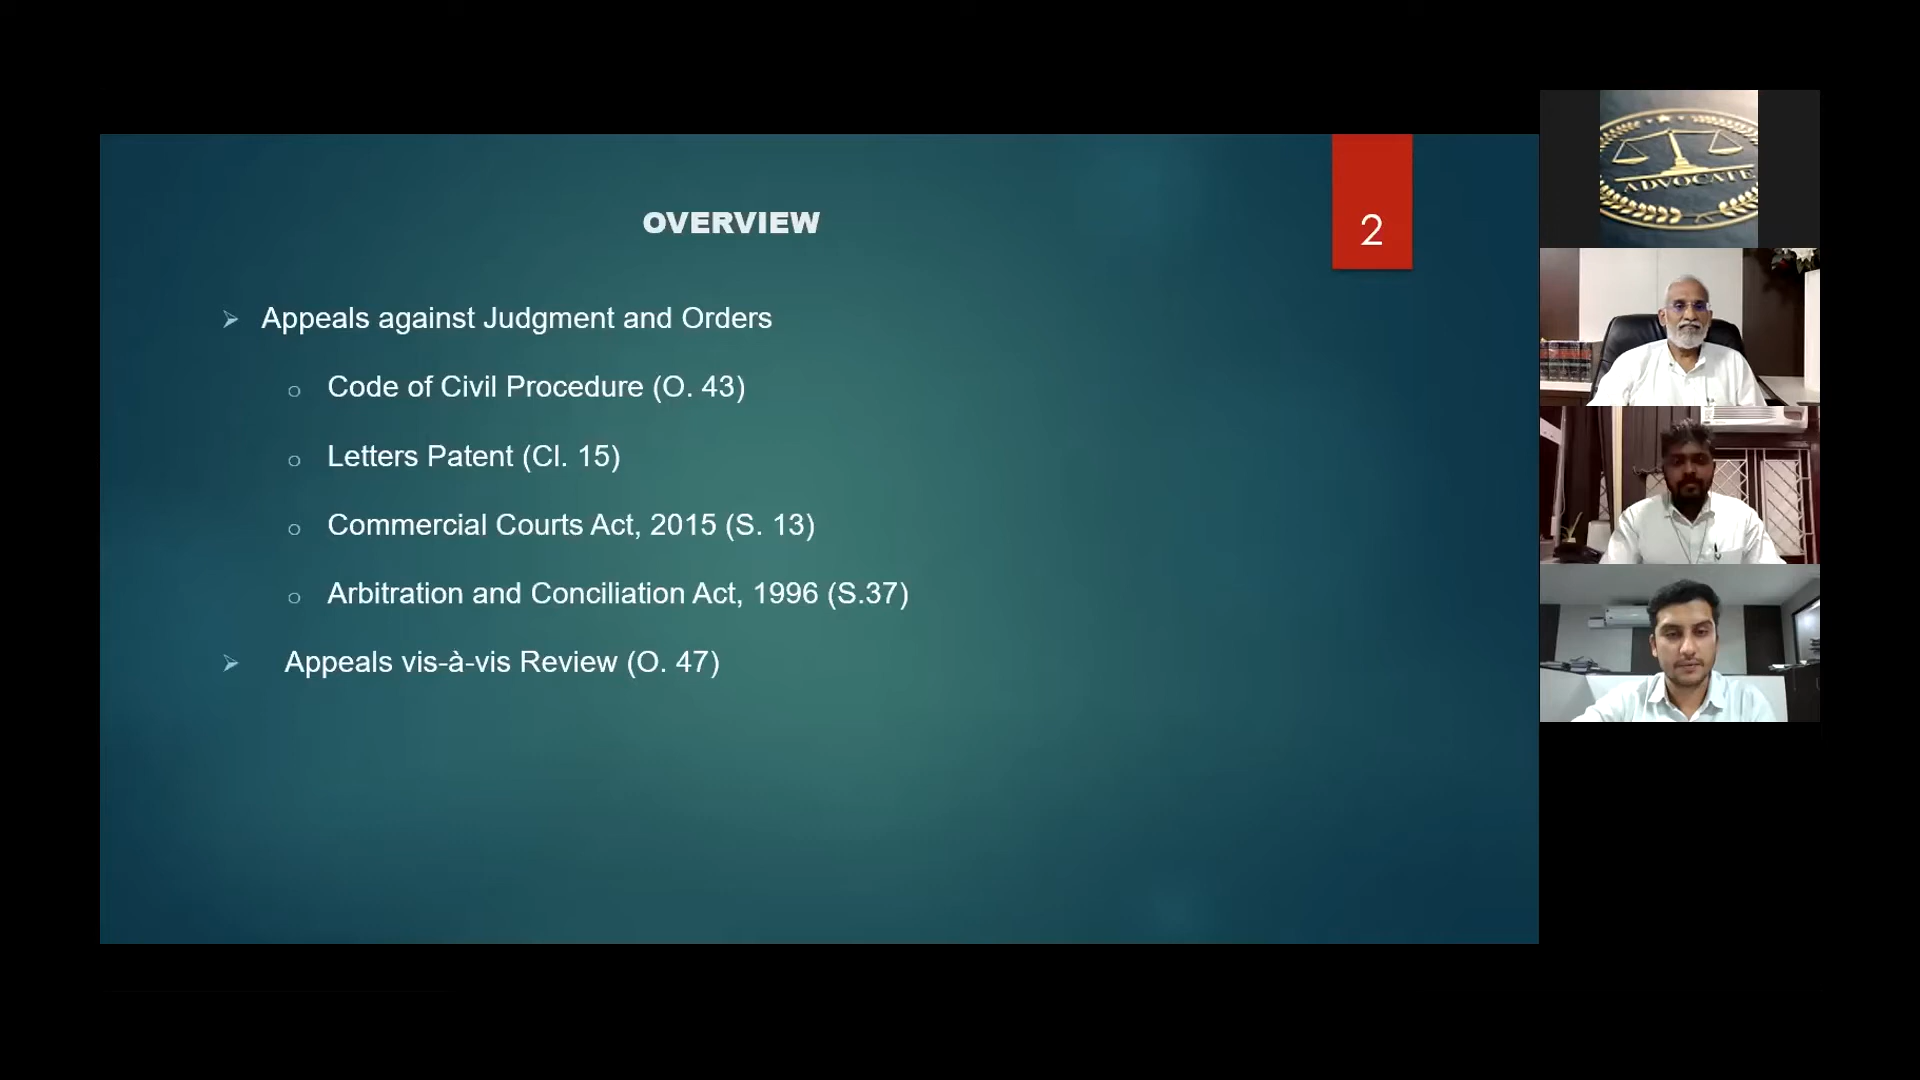 OVERVIEW
2
Appeals against Judgment and Orders
Code of Civil Procedure (O. 43)
Letters Patent (Cl. 15)
Commercial Courts Act, 2015 (S. 13)
Arbitration and Conciliation Act, 1996 (S.37)
Appeals vis-à-vis Review (O. 47)
ADVOCATE